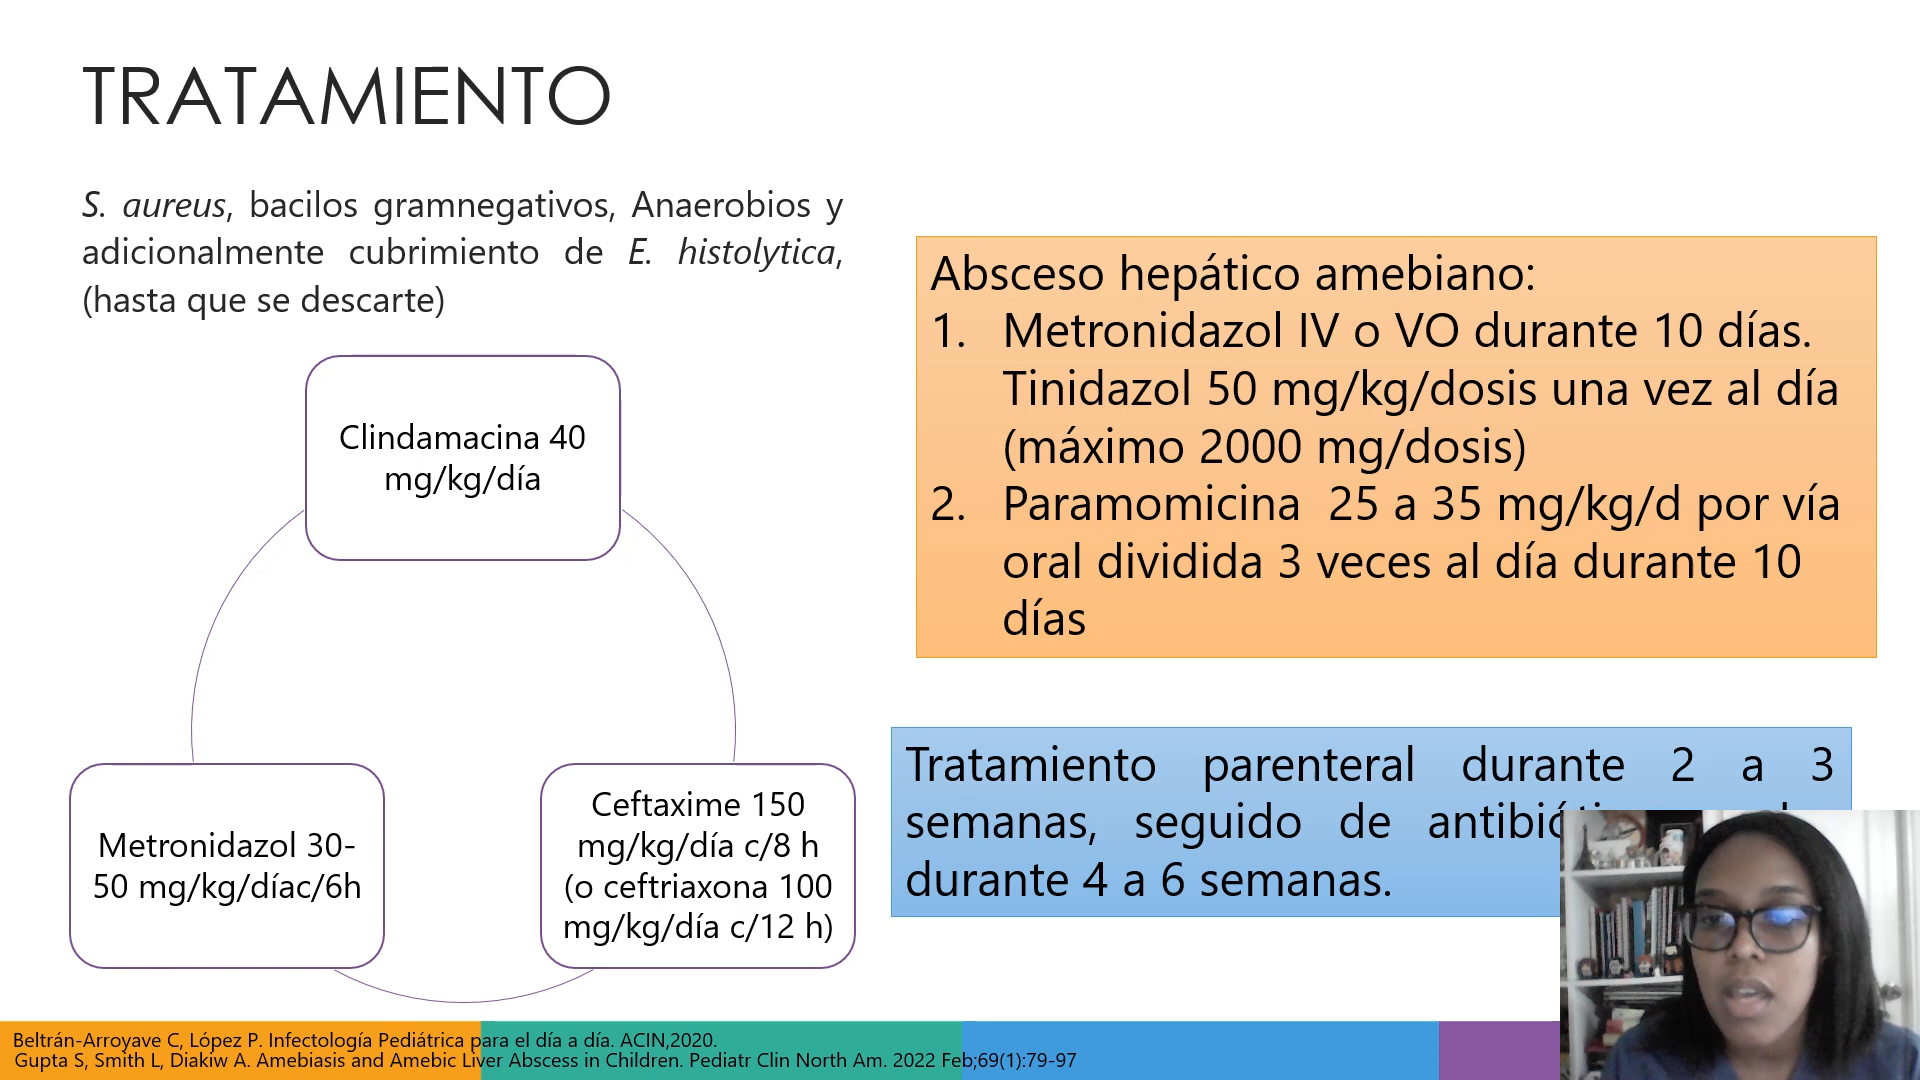 TRATAMIENTO
S. aureus, bacilos gramnegativos, Anaerobios y
adicionalmente cubrimiento de E. histolytica,
(hasta que se descarte)
Clindamacina 40
mg/kg/día
Metronidazol 30-
50 mg/kg/díac/6h
Ceftaxime 150
mg/kg/día c/8 h
(o ceftriaxona 100
mg/kg/día c/12 h)
Absceso hepático amebiano:
1. Metronidazol IV o VO durante 10 días.
Tinidazol 50 mg/kg/dosis una vez al día
(máximo 2000 mg/dosis)
2. Paramomicina 25 a 35 mg/kg/d por vía
oral dividida 3 veces al día durante 10
días
Tratamiento parenteral durante 2 a 3
semanas, seguido de
durante 4 a 6 semanas.
Beltrán-Arroyave C, López P. Infectología Pediátrica para el día a día. ACIN,2020.
Gupta S, Smith L, Diakiw A. Amebiasis and Amebic Liver Abscess in Children. Pediatr Clin North Am. 2022 Feb;69(1):79-97